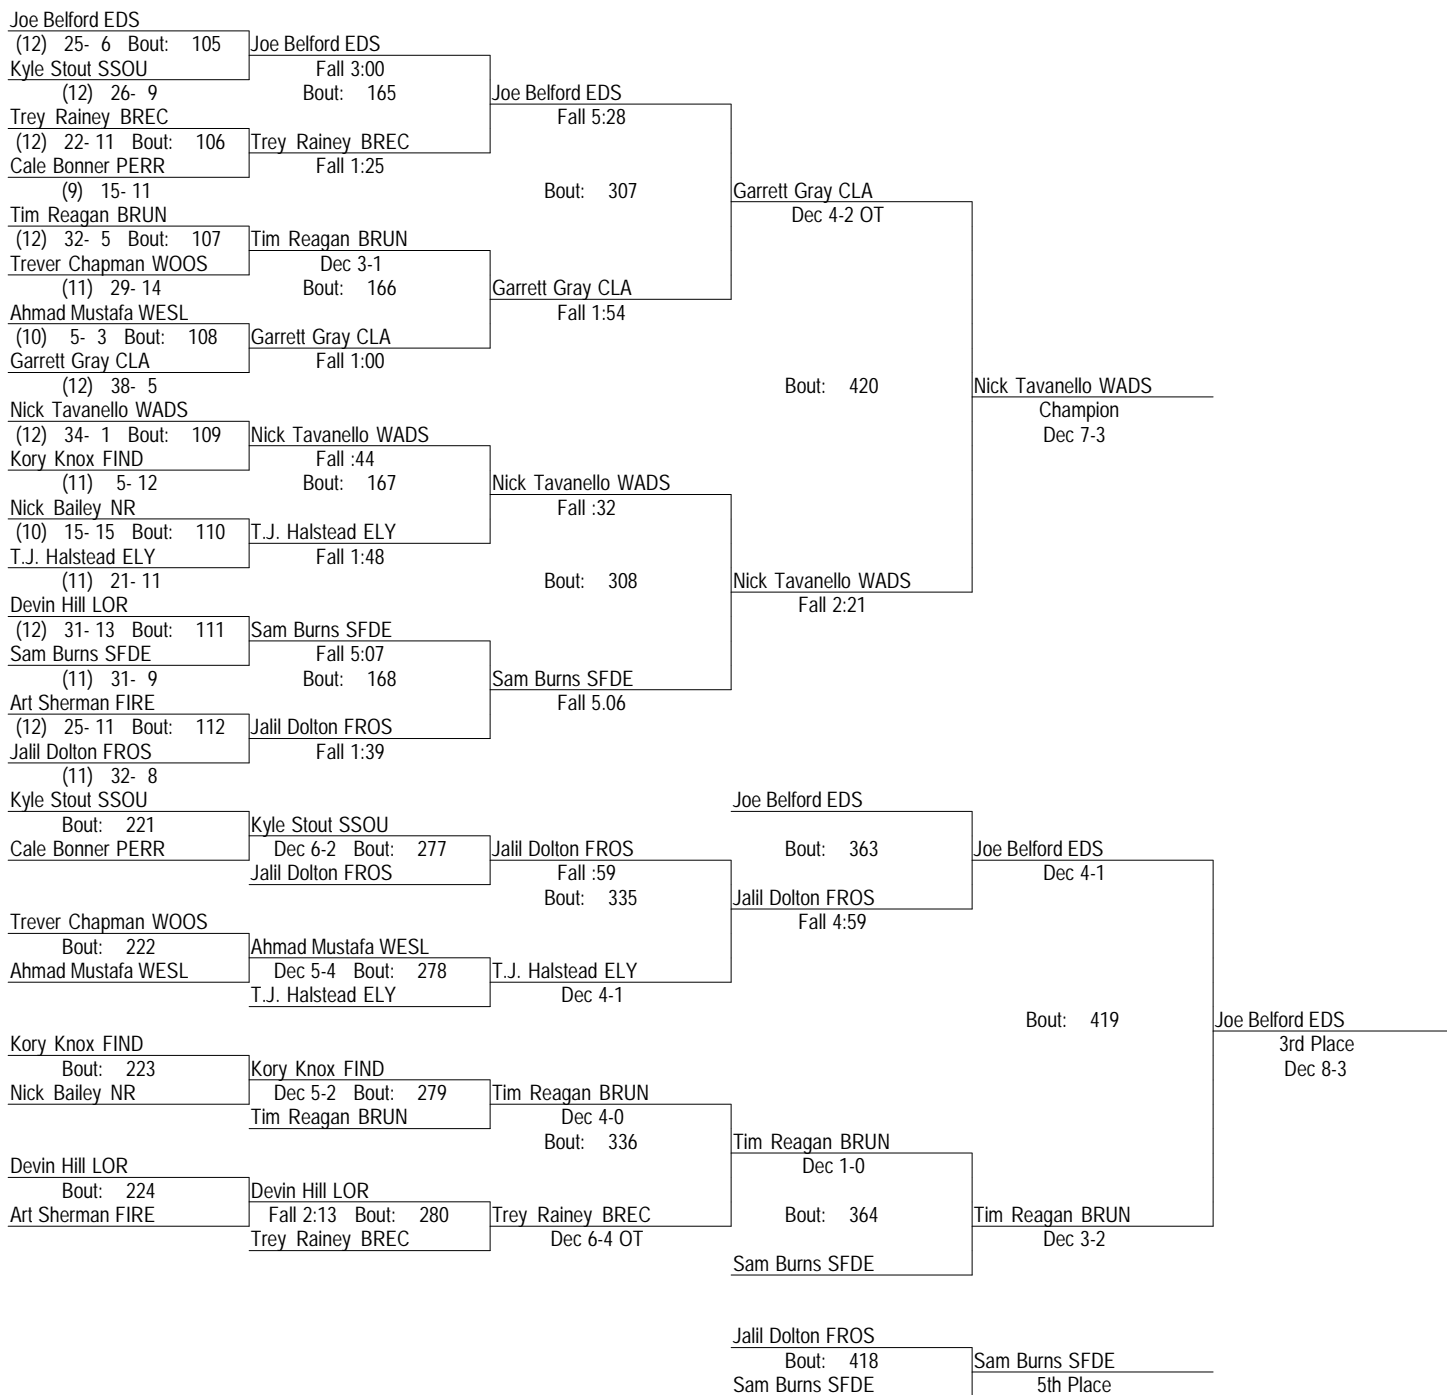 Joe Belford EDS
(12) 25- 6 Bout: 105 Joe Belford EDS
Kyle Stout SSOU Fall 3:00
(12) 26- 9 Bout: 165 Joe Belford EDS
Trey Rainey BREC Fall 5:28
(12) 22- 11 Bout: 106 Trey Rainey BREC
Cale Bonner PERR Fall 1:25
(9) 15- 11 Bout: 307 Garrett Gray CLA
Tim Reagan BRUN Dec 4-2 OT
(12) 32- 5 Bout: 107 Tim Reagan BRUN
Trever Chapman WOOS Dec 3-1
(11) 29- 14 Bout: 166 Garrett Gray CLA
Ahmad Mustafa WESL Fall 1:54
(10) 5- 3 Bout: 108 Garrett Gray CLA
Garrett Gray CLA Fall 1:00
(12) 38- 5 Bout: 420 Nick Tavanello WADS
Nick Tavanello WADS Champion
(12) 34- 1 Bout: 109 Nick Tavanello WADS Dec 7-3
Kory Knox FIND Fall :44
(11) 5- 12 Bout: 167 Nick Tavanello WADS
Nick Bailey NR Fall :32
(10) 15- 15 Bout: 110 T.J. Halstead ELY
T.J. Halstead ELY Fall 1:48
(11) 21- 11 Bout: 308 Nick Tavanello WADS
Devin Hill LOR Fall 2:21
(12) 31- 13 Bout: 111 Sam Burns SFDE
Sam Burns SFDE Fall 5:07
(11) 31- 9 Bout: 168 Sam Burns SFDE
Art Sherman FIRE Fall 5.06
(12) 25- 11 Bout: 112 Jalil Dolton FROS
Jalil Dolton FROS Fall 1:39
(11) 32- 8
Kyle Stout SSOU Joe Belford EDS
Bout: 221 Kyle Stout SSOU
Cale Bonner PERR Dec 6-2 Bout: 277 Jalil Dolton FROS Bout: 363 Joe Belford EDS
Jalil Dolton FROS Fall :59 Dec 4-1
Bout: 335 Jalil Dolton FROS
Trever Chapman WOOS Fall 4:59
Bout: 222 Ahmad Mustafa WESL
Ahmad Mustafa WESL Dec 5-4 Bout: 278 T.J. Halstead ELY
T.J. Halstead ELY Dec 4-1
Bout: 419 Joe Belford EDS
Kory Knox FIND 3rd Place
Bout: 223 Kory Knox FIND Dec 8-3
Nick Bailey NR Dec 5-2 Bout: 279 Tim Reagan BRUN
Tim Reagan BRUN Dec 4-0
Bout: 336 Tim Reagan BRUN
Devin Hill LOR Dec 1-0
Bout: 224 Devin Hill LOR
Art Sherman FIRE Fall 2:13 Bout: 280 Trey Rainey BREC Bout: 364 Tim Reagan BRUN
Trey Rainey BREC Dec 6-4 OT Dec 3-2
Sam Burns SFDE
Jalil Dolton FROS
Bout: 418 Sam Burns SFDE
Sam Burns SFDE 5th Place